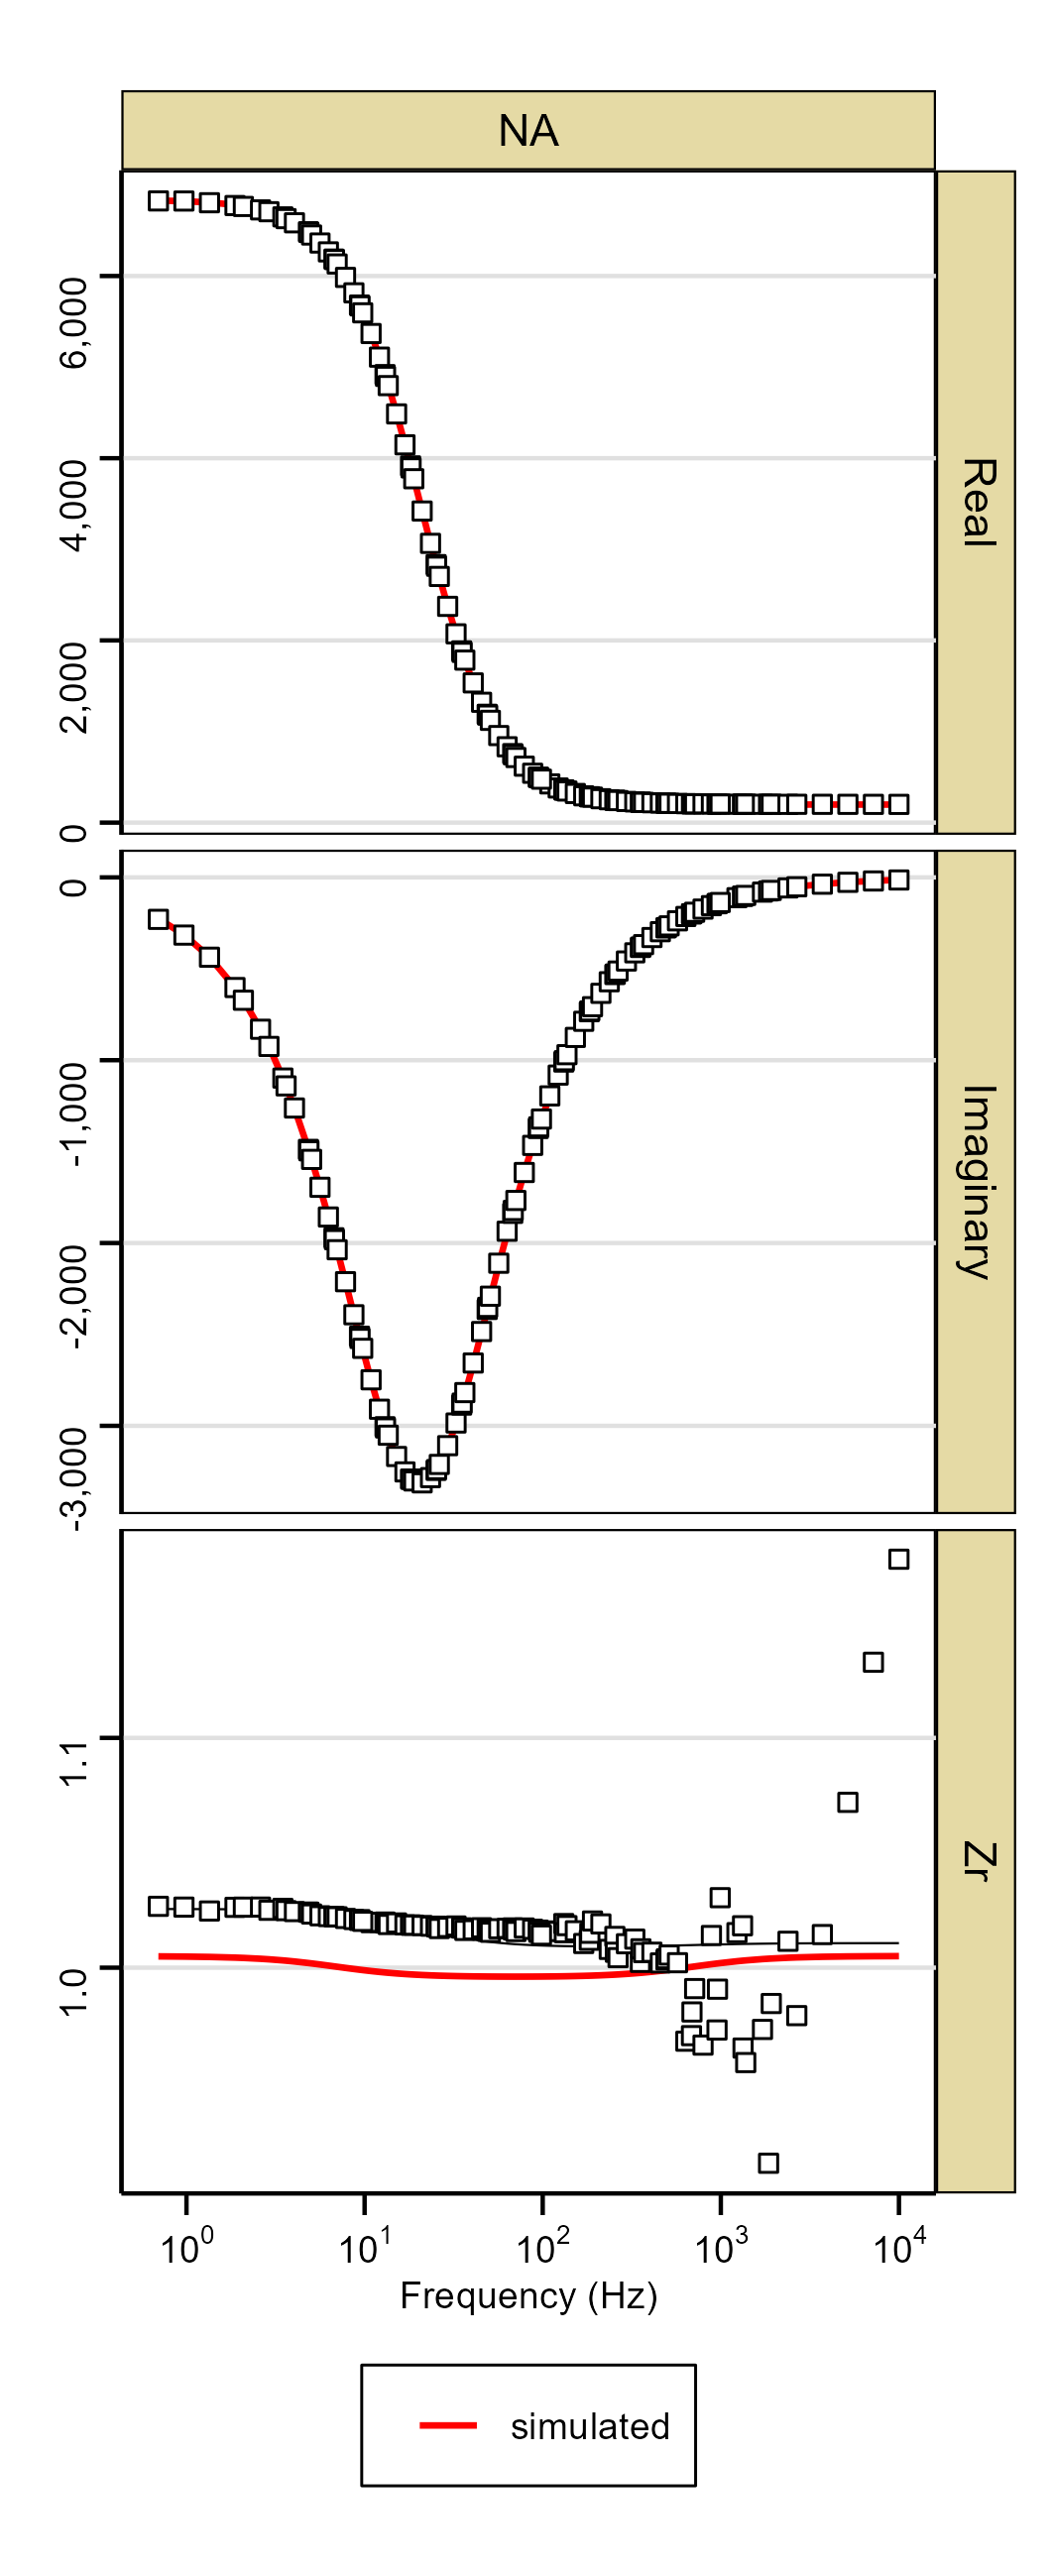 NA
6,000
4,000
2,000
0
Real
0
-1,000
-2,000
-3,000
Imaginary
1.1
1.0
Zr
10⁰ 10¹ 10² 10³ 10⁴
Frequency (Hz)
simulated